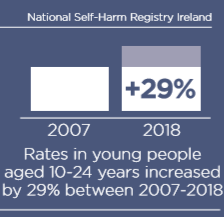 National Self-Harm Registry Ireland
+29%
2007 2018
Rates in young people
aged 10-24 years increased
by 29% between 2007-2018